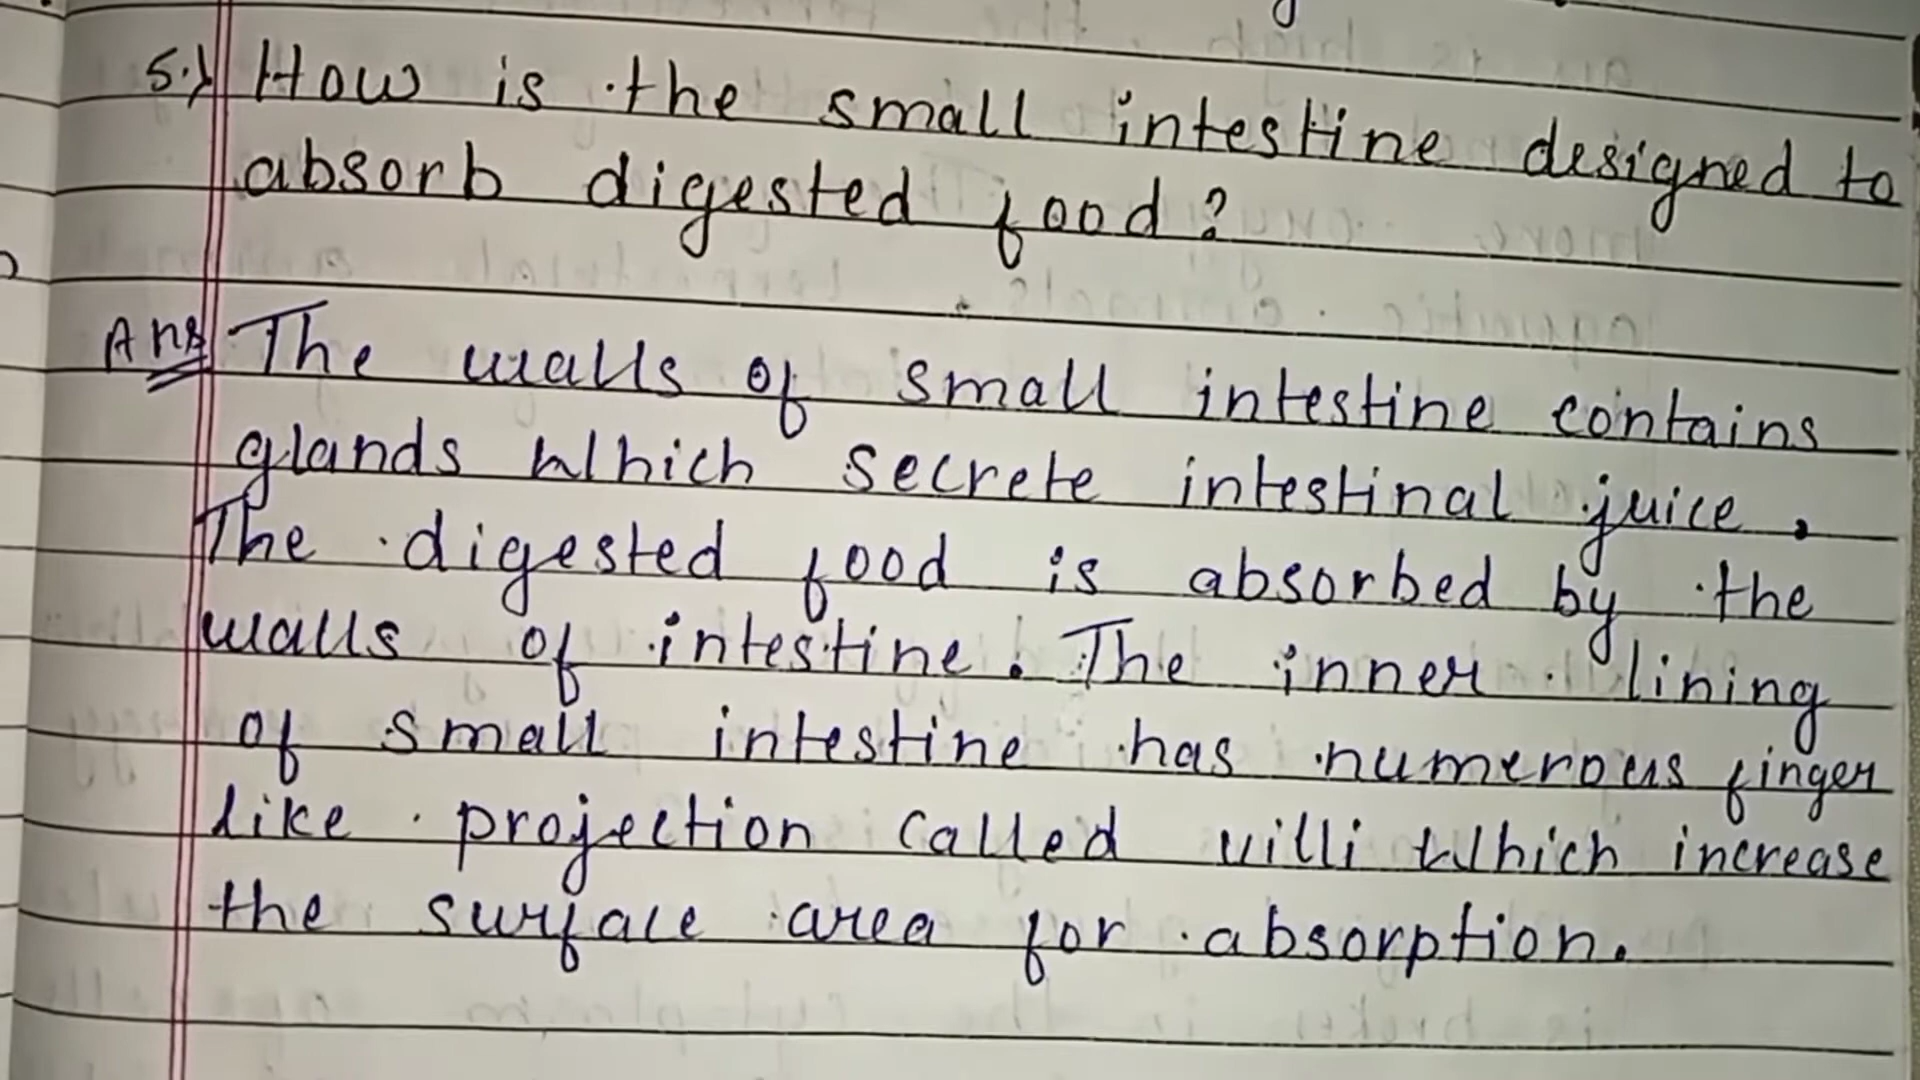 5.) How is the small intestine designed to
absorb digested food?
Ans The walls of small intestine contains
glands which secrete intestinal juice.
The digested food is absorbed by the
walls of intestine. The inner lining
of small intestine has numerous finger
like projection called villi which increase
the surface area for absorption.